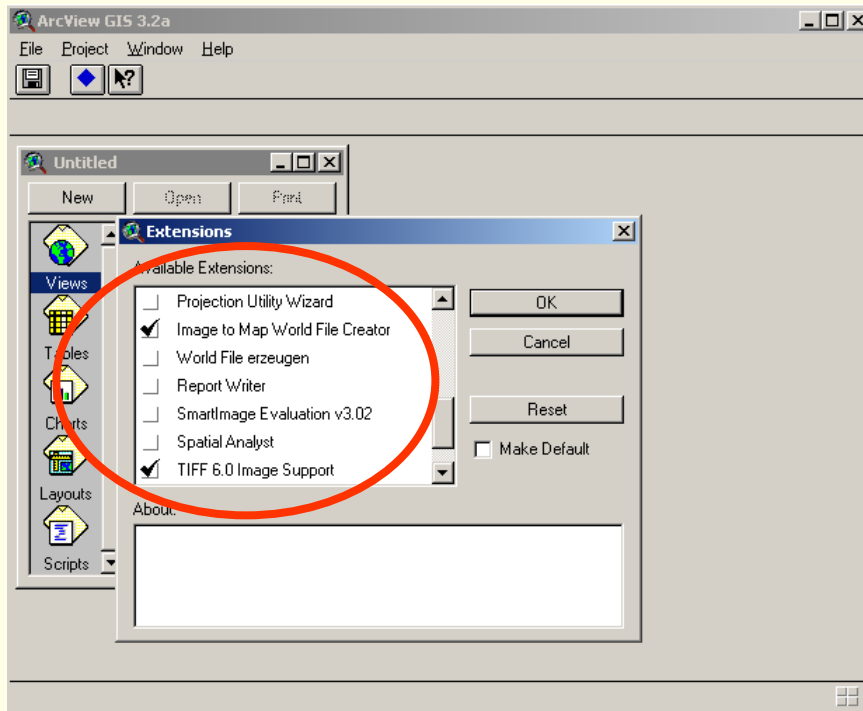 ArcView GIS 3.2a
File Project Window Help
Untitled
New Open Print
Views
Tables
Charts
Layouts
Scripts
Extensions
Available Extensions:
Projection Utility Wizard
Image to Map World File Creator
World File erzeugen
Report Writer
SmartImage Evaluation v3.02
Spatial Analyst
TIFF 6.0 Image Support
OK
Cancel
Reset
Make Default
About: